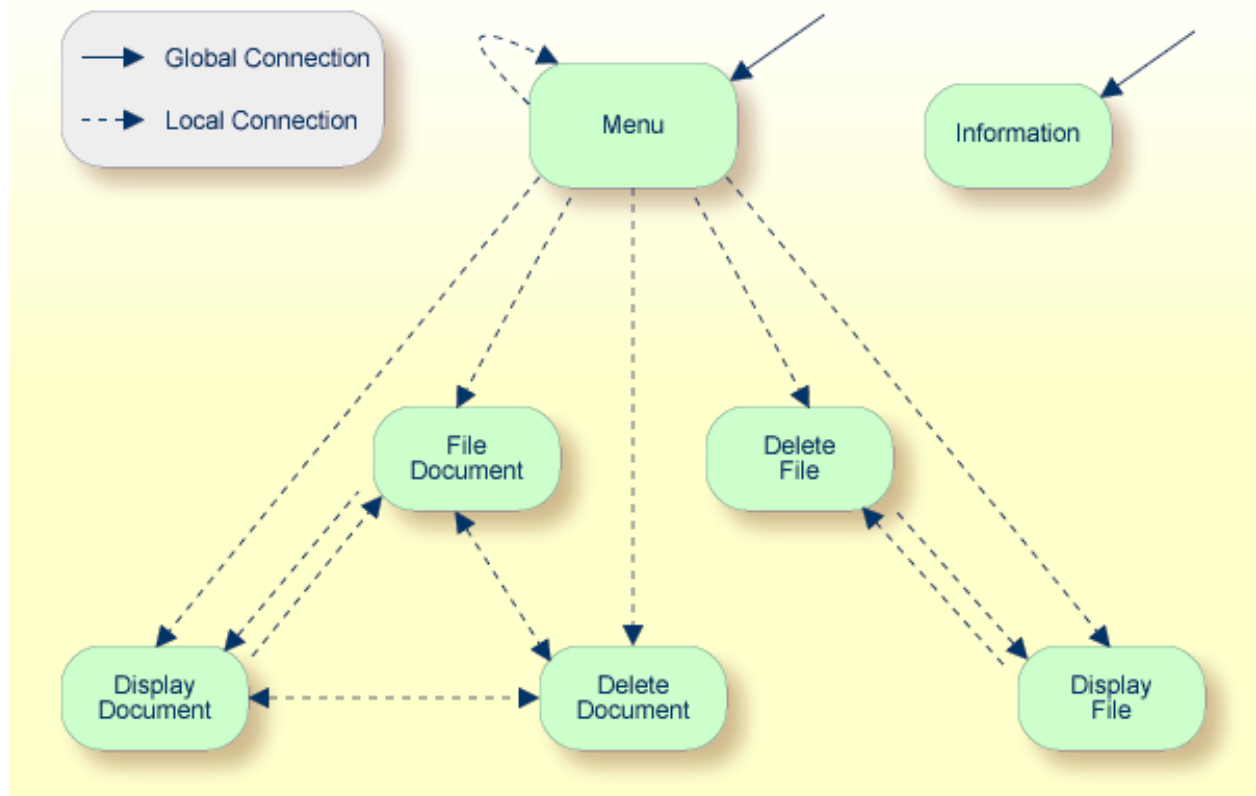 Global Connection
Local Connection
Menu
Information
File
Document
Delete
File
Display
Document
Delete
Document
Display
File